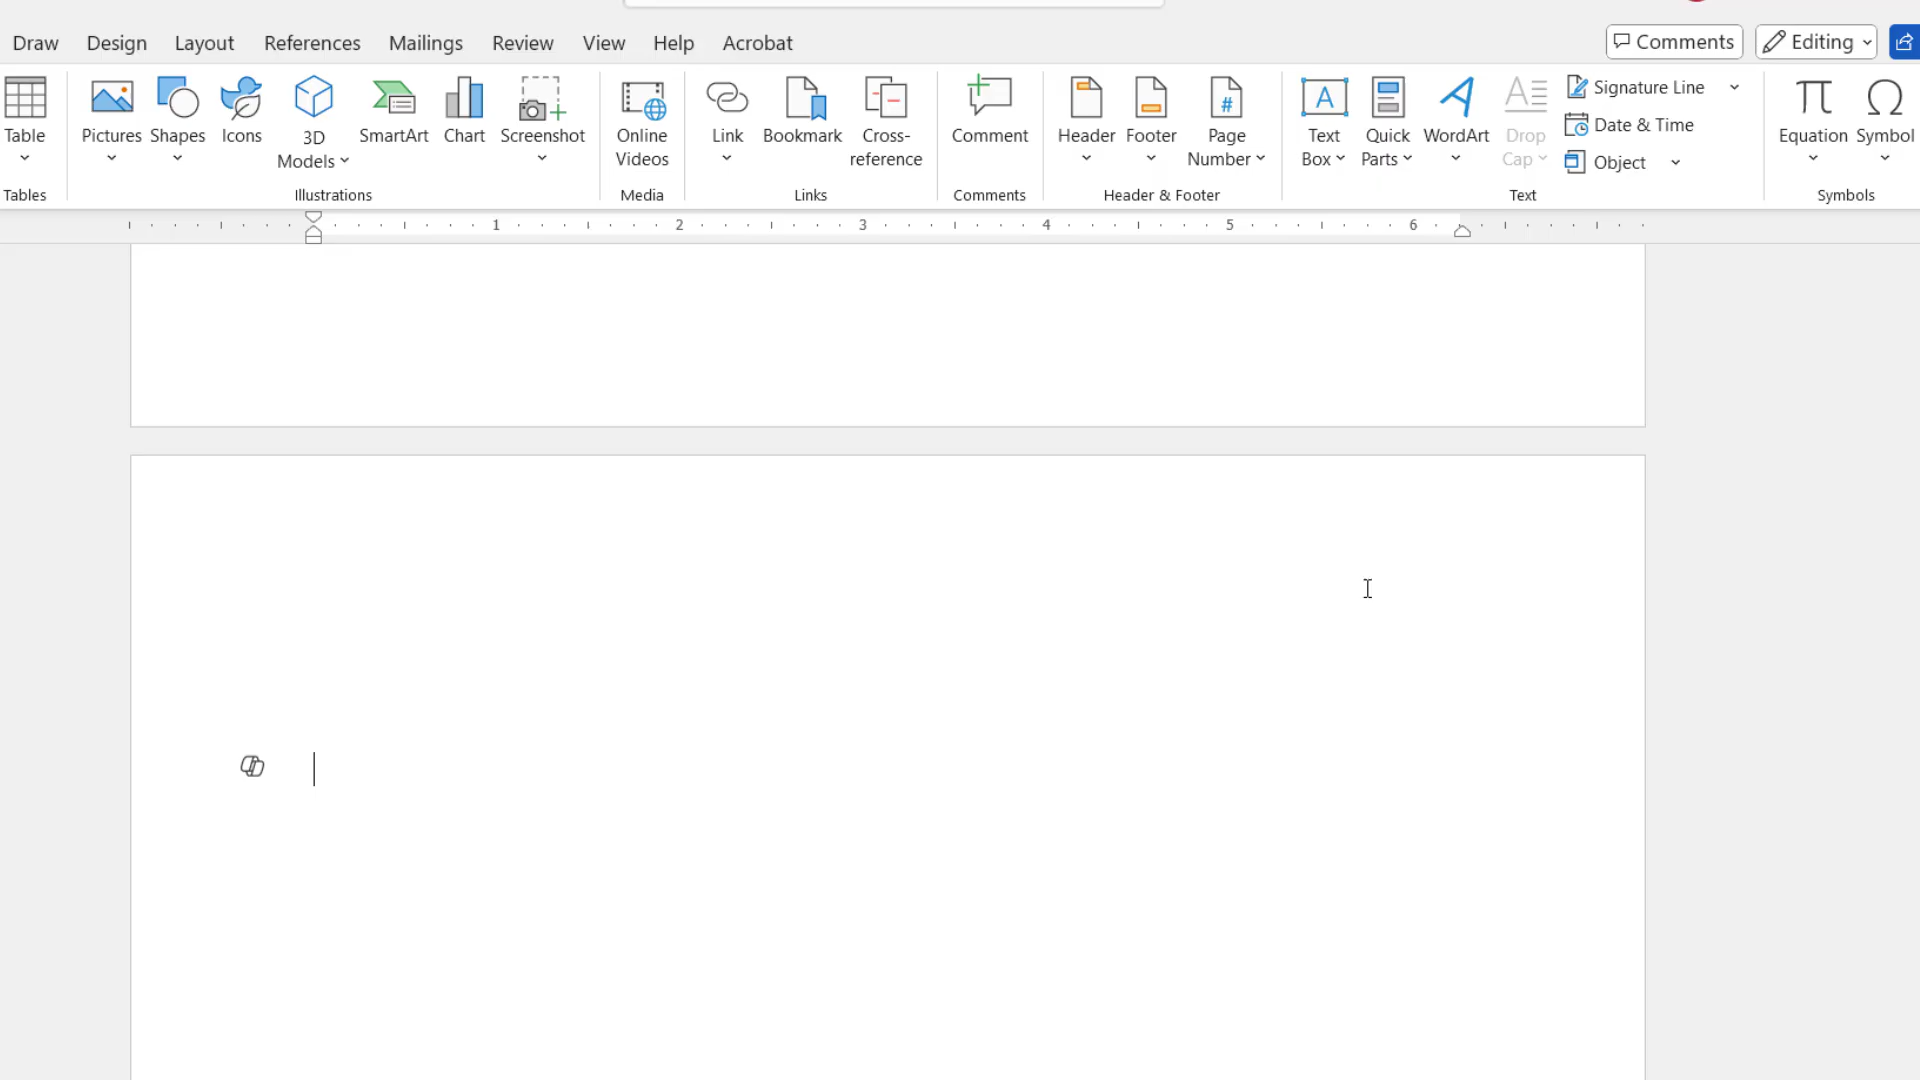 Draw Design Layout References Mailings Review View Help Acrobat Comments Editing
Table Pictures Shapes Icons 3D Models SmartArt Chart Screenshot Online Videos Link Bookmark Cross-reference Comment Header Footer Page Number Text Box Quick Parts WordArt Drop Cap Signature Line Equation Symbol
Date & Time
Object
Tables Illustrations Media Links Comments Header & Footer Text Symbols
1 2 3 4 5 6